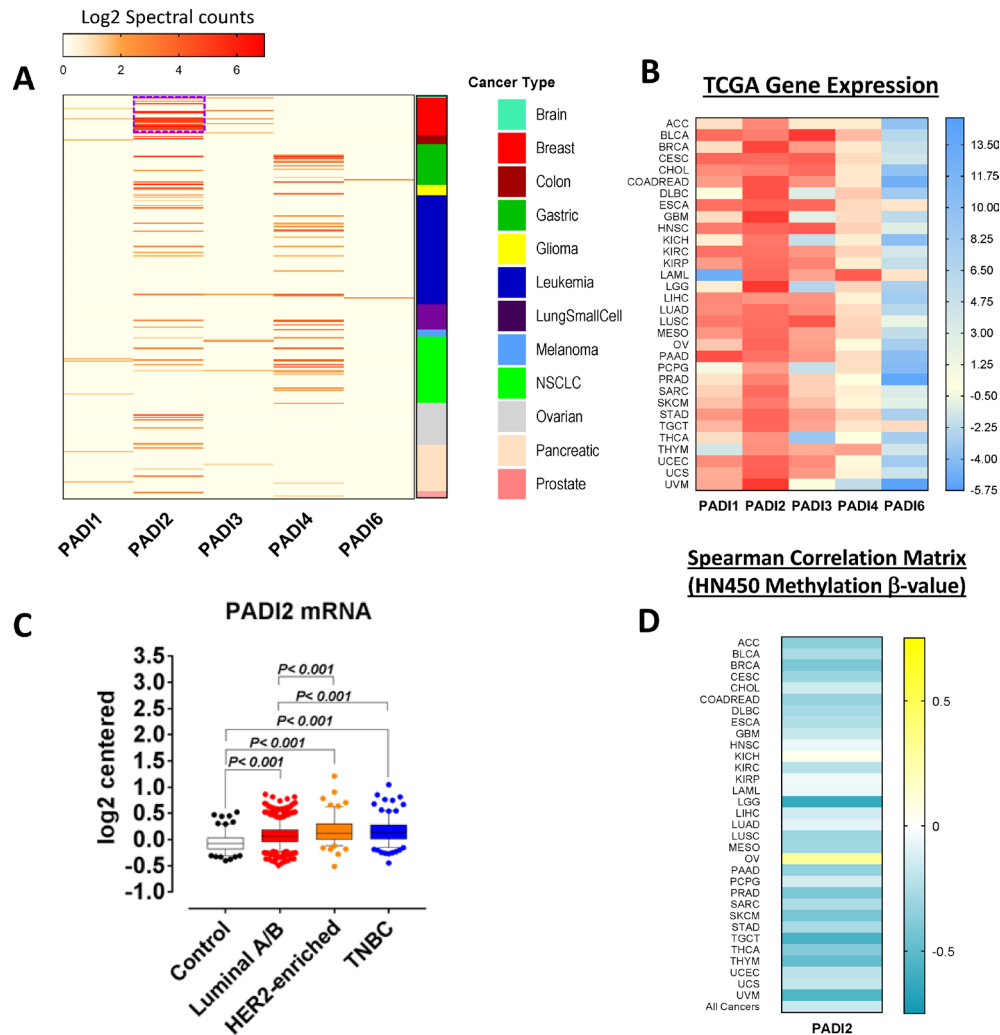 Log2 Spectral counts
0 2 4 6
A
Cancer Type
Brain
Breast
Colon
Gastric
Glioma
Leukemia
LungSmallCell
Melanoma
NSCLC
Ovarian
Pancreatic
Prostate
PADI1 PADI2 PADI3 PADI4 PADI6
B
TCGA Gene Expression
ACC
BLCA
BRCA
CESC
CHOL
COADREAD
DLBC
ESCA
GBM
HNSC
KICH
KIRC
KIRP
LAML
LGG
LIHC
LUAD
LUSC
MESO
OV
PAAD
PCPG
PRAD
SARC
SKCM
STAD
TGCT
THCA
THYM
UCEC
UCS
UVM
13.50
11.75
10.00
8.25
6.50
4.75
3.00
1.25
-0.50
-2.25
-4.00
-5.75
PADI1 PADI2 PADI3 PADI4 PADI6
C
PADI2 mRNA
log2 centered
3.5
3.0
2.5
2.0
1.5
1.0
0.5
0.0
-0.5
-1.0
P< 0.001
P< 0.001
P< 0.001
P< 0.001
P< 0.001
Control
Luminal A/B
HER2-enriched
TNBC
Spearman Correlation Matrix
(HN450 Methylation β-value)
D
ACC
BLCA
BRCA
CESC
CHOL
COADREAD
DLBC
ESCA
GBM
HNSC
KICH
KIRC
KIRP
LAML
LGG
LIHC
LUAD
LUSC
MESO
OV
PAAD
PCPG
PRAD
SARC
SKCM
STAD
TGCT
THCA
THYM
UCEC
UCS
UVM
All Cancers
0.5
0
-0.5
PADI2